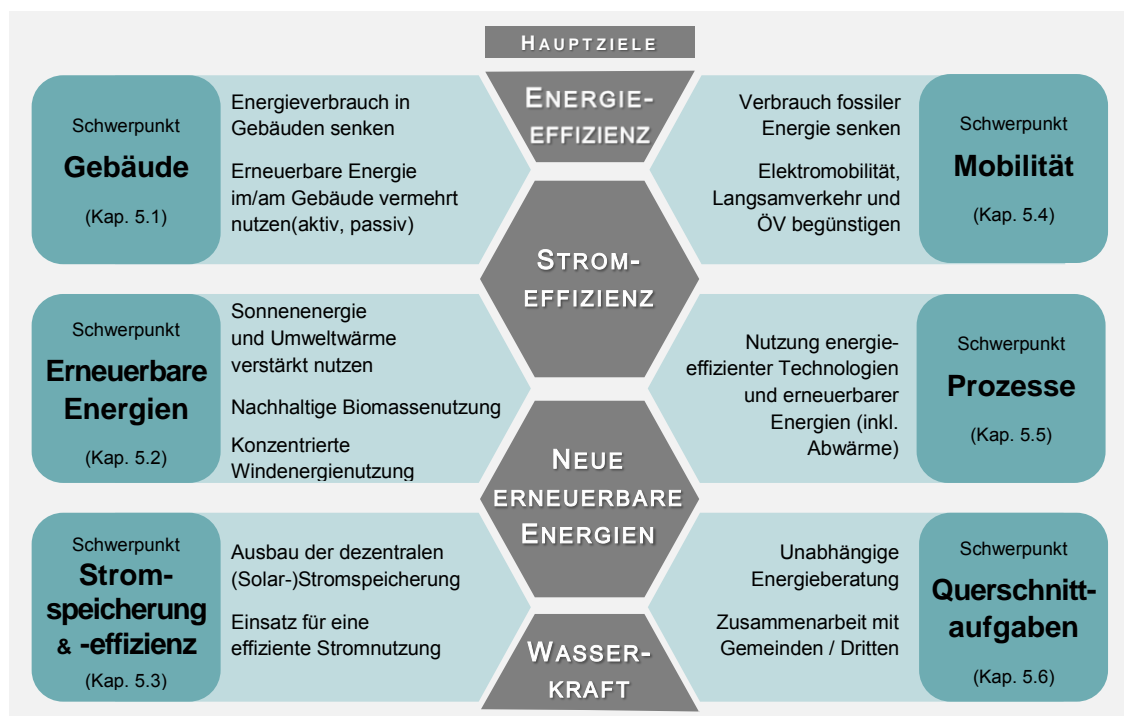 HAUPTZIELE
Schwerpunkt
Gebäude
(Kap. 5.1)
Energieverbrauch in
Gebäuden senken
Erneuerbare Energie
im/am Gebäude vermehrt
nutzen(aktiv, passiv)
ENERGIE-
EFFIZIENZ
Verbrauch fossiler
Energie senken
Elektromobilität,
Langsamverkehr und
ÖV begünstigen
Schwerpunkt
Mobilität
(Kap. 5.4)
STROM-
EFFIZIENZ
Schwerpunkt
Erneuerbare
Energien
(Kap. 5.2)
Sonnenenergie
und Umweltwärme
verstärkt nutzen
Nachhaltige Biomassenutzung
Konzentrierte
Windenergienutzung
Nutzung energie-
effizienter Technologien
und erneuerbarer
Energien (inkl.
Abwärme)
Schwerpunkt
Prozesse
(Kap. 5.5)
NEUE
ERNEUERBARE
ENERGIEN
Schwerpunkt
Strom-
speicherung
& -effizienz
(Kap. 5.3)
Ausbau der dezentralen
(Solar-)Stromspeicherung
Einsatz für eine
effiziente Stromnutzung
WASSER-
KRAFT
Unabhängige
Energieberatung
Zusammenarbeit mit
Gemeinden / Dritten
Schwerpunkt
Querschnitt-
aufgaben
(Kap. 5.6)